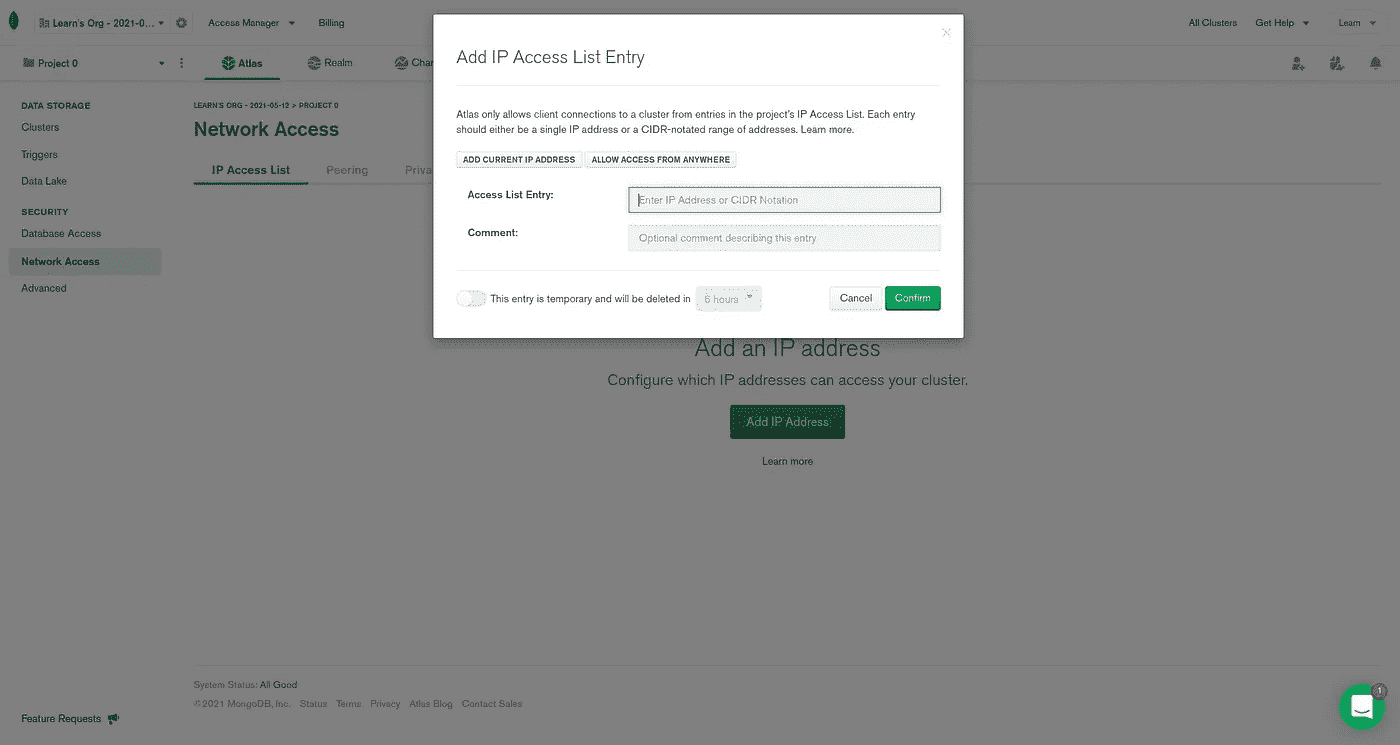 Learn's Org - 2021-0... Access Manager Billing All Clusters Get Help Learn
Project 0 Atlas Realm Char
DATA STORAGE
Clusters
Triggers
Data Lake
SECURITY
Database Access
Network Access
Advanced
LEARN'S ORG - 2021-05-12 > PROJECT 0
Network Access
IP Access List Peering Priva
Add IP Access List Entry
Atlas only allows client connections to a cluster from entries in the project's IP Access List. Each entry
should either be a single IP address or a CIDR-notated range of addresses. Learn more.
ADD CURRENT IP ADDRESS ALLOW ACCESS FROM ANYWHERE
Access List Entry: Enter IP Address or CIDR Notation
Comment: Optional comment describing this entry
This entry is temporary and will be deleted in 6 hours Cancel Confirm
Add an IP address
Configure which IP addresses can access your cluster.
Add IP Address
Learn more
System Status: All Good
©2021 MongoDB, Inc. Status Terms Privacy Atlas Blog Contact Sales
Feature Requests
1